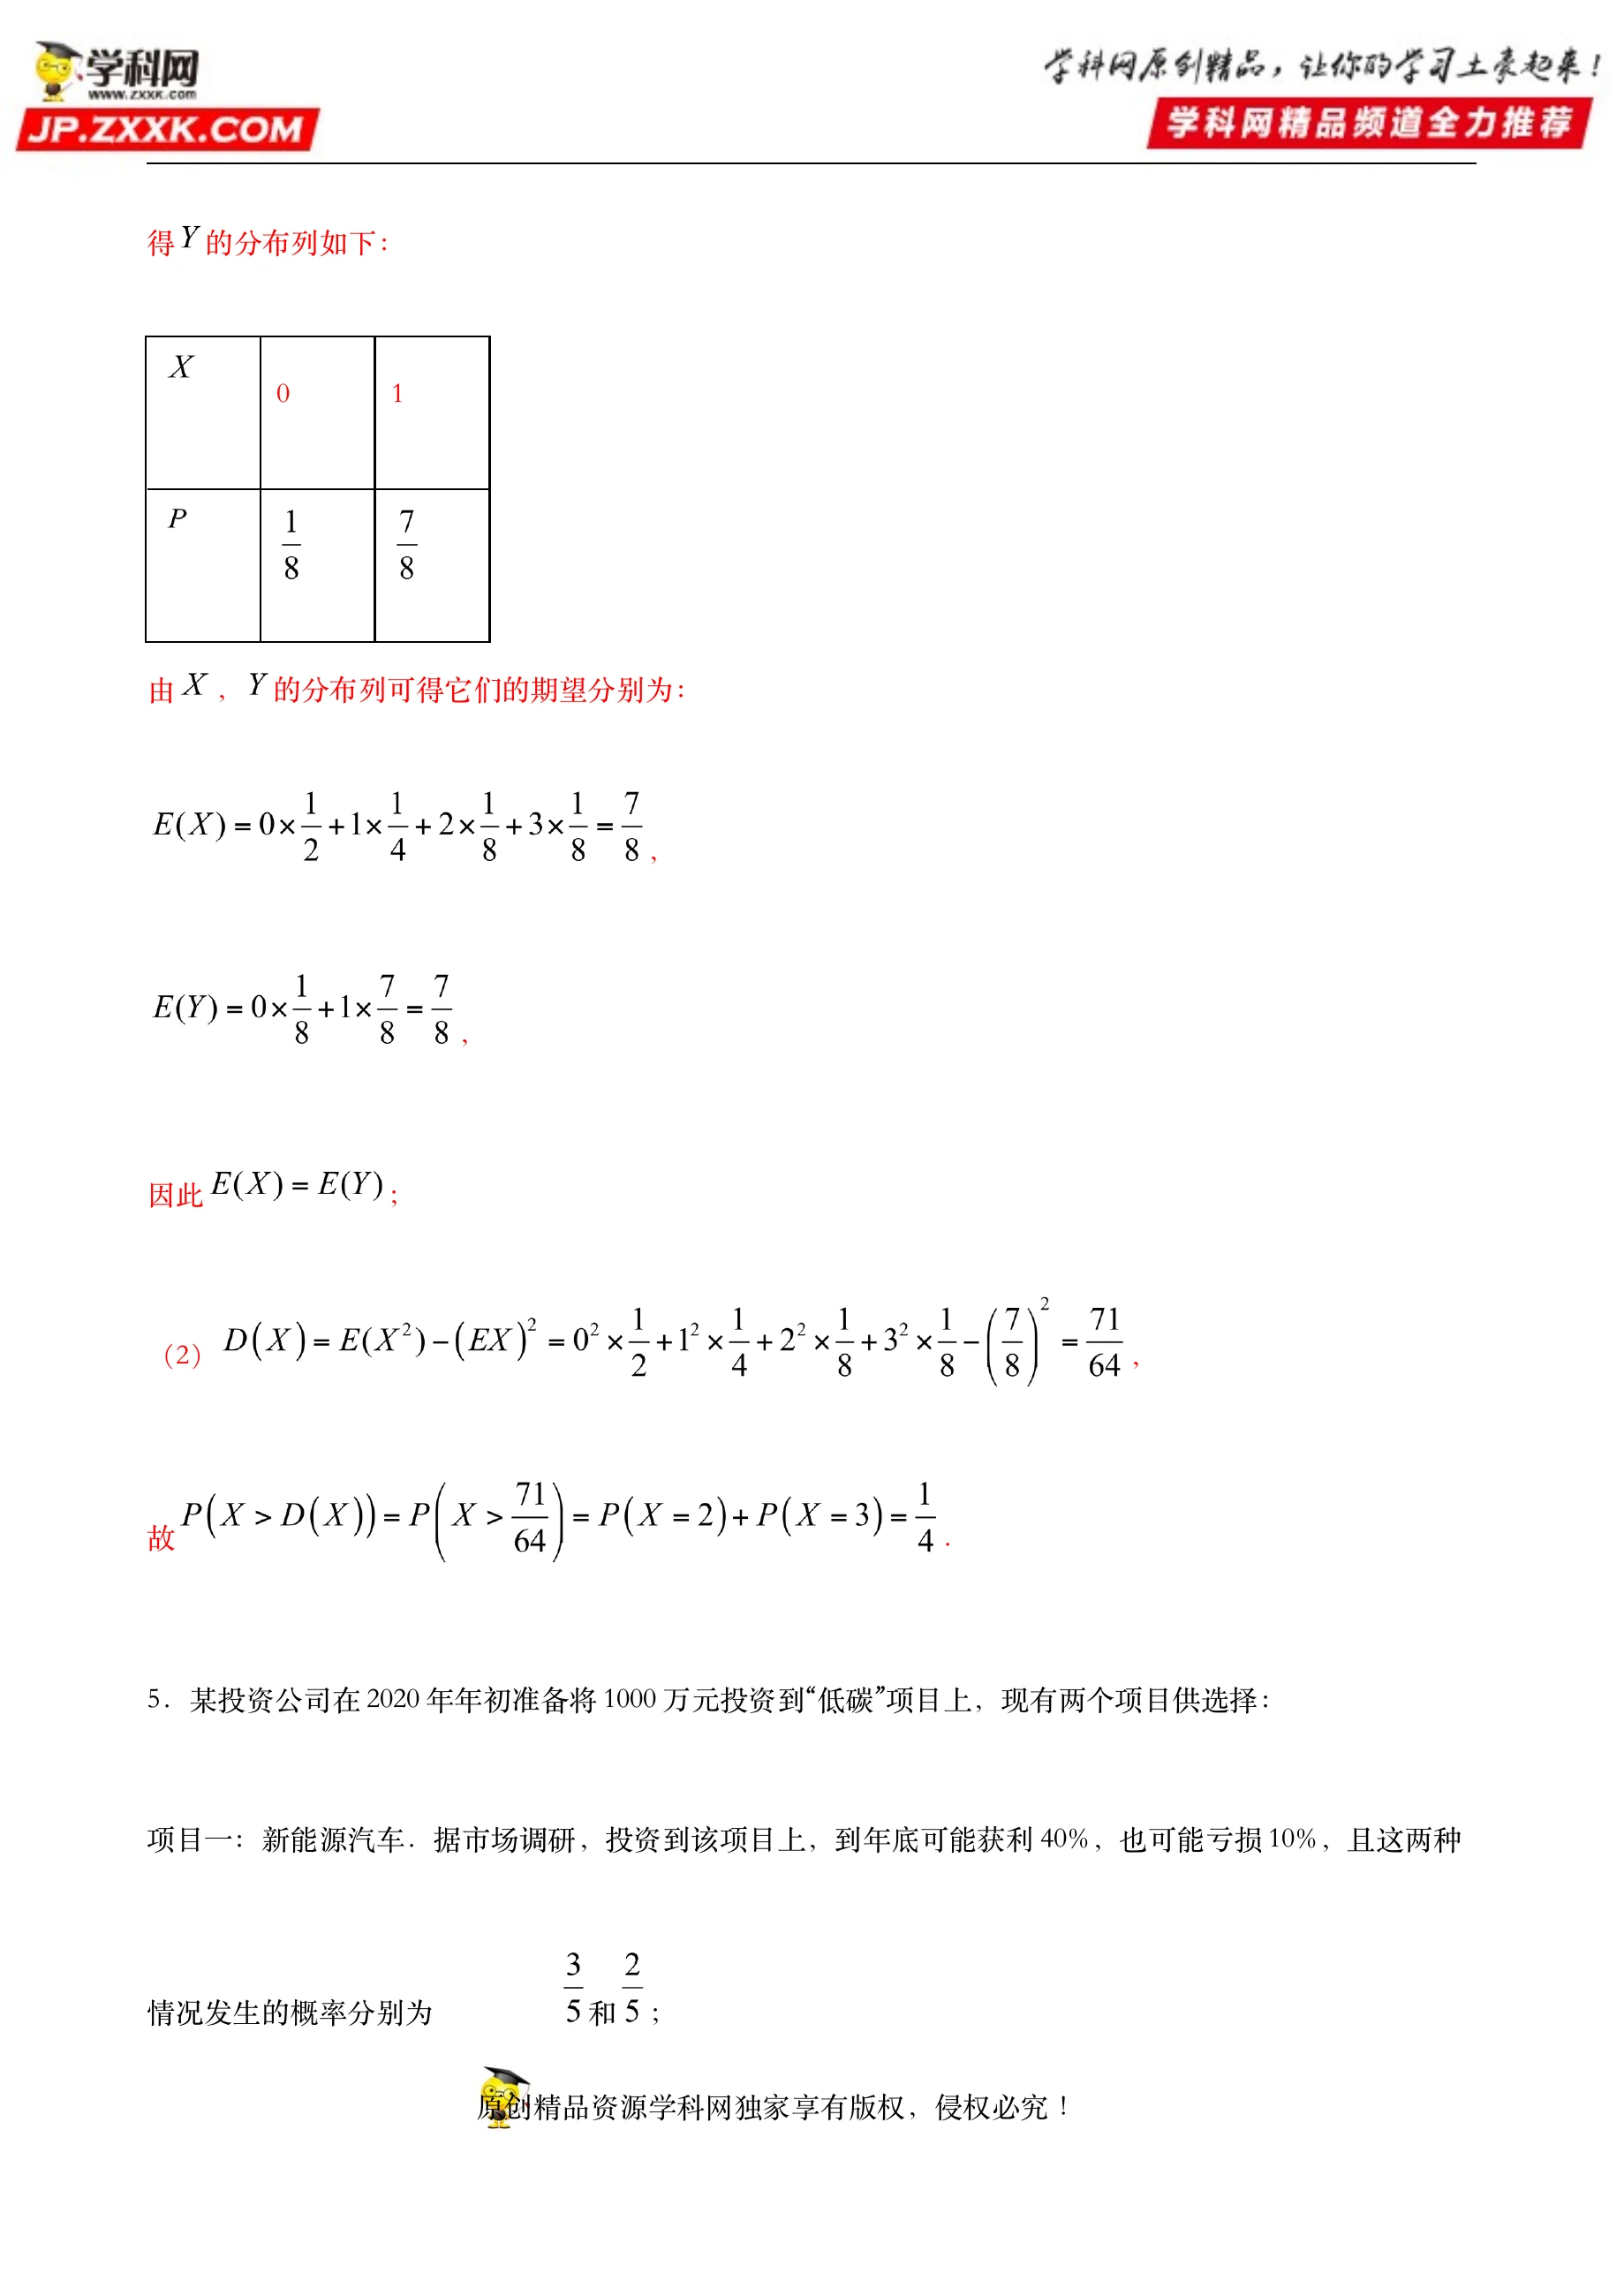 学科网
www.zxxk.com
JP.ZXXK.COM
学科网原创精品，让你的学习土豪起来！
学科网精品频道全力推荐
得 Y 的分布列如下：
X 0 1
P 1/8 7/8
由 X ，Y 的分布列可得它们的期望分别为：
E(X) = 0×1/2+1×1/4+2×1/8+3×1/8=7/8，
E(Y) = 0×1/8+1×7/8=7/8，
因此 E(X) = E(Y)；
（2） D(X) = E(X²)−(EX)² = 0²×1/2+1²×1/4+2²×1/8+3²×1/8−(7/8)² = 71/64，
故 P(X > D(X)) = P(X > 71/64) = P(X = 2)+P(X = 3) = 1/4．
5．某投资公司在 2020 年年初准备将 1000 万元投资到“低碳”项目上，现有两个项目供选择：
项目一：新能源汽车．据市场调研，投资到该项目上，到年底可能获利 40%，也可能亏损 10%，且这两种
情况发生的概率分别为 3/5 和 2/5；
原创精品资源学科网独家享有版权，侵权必究！